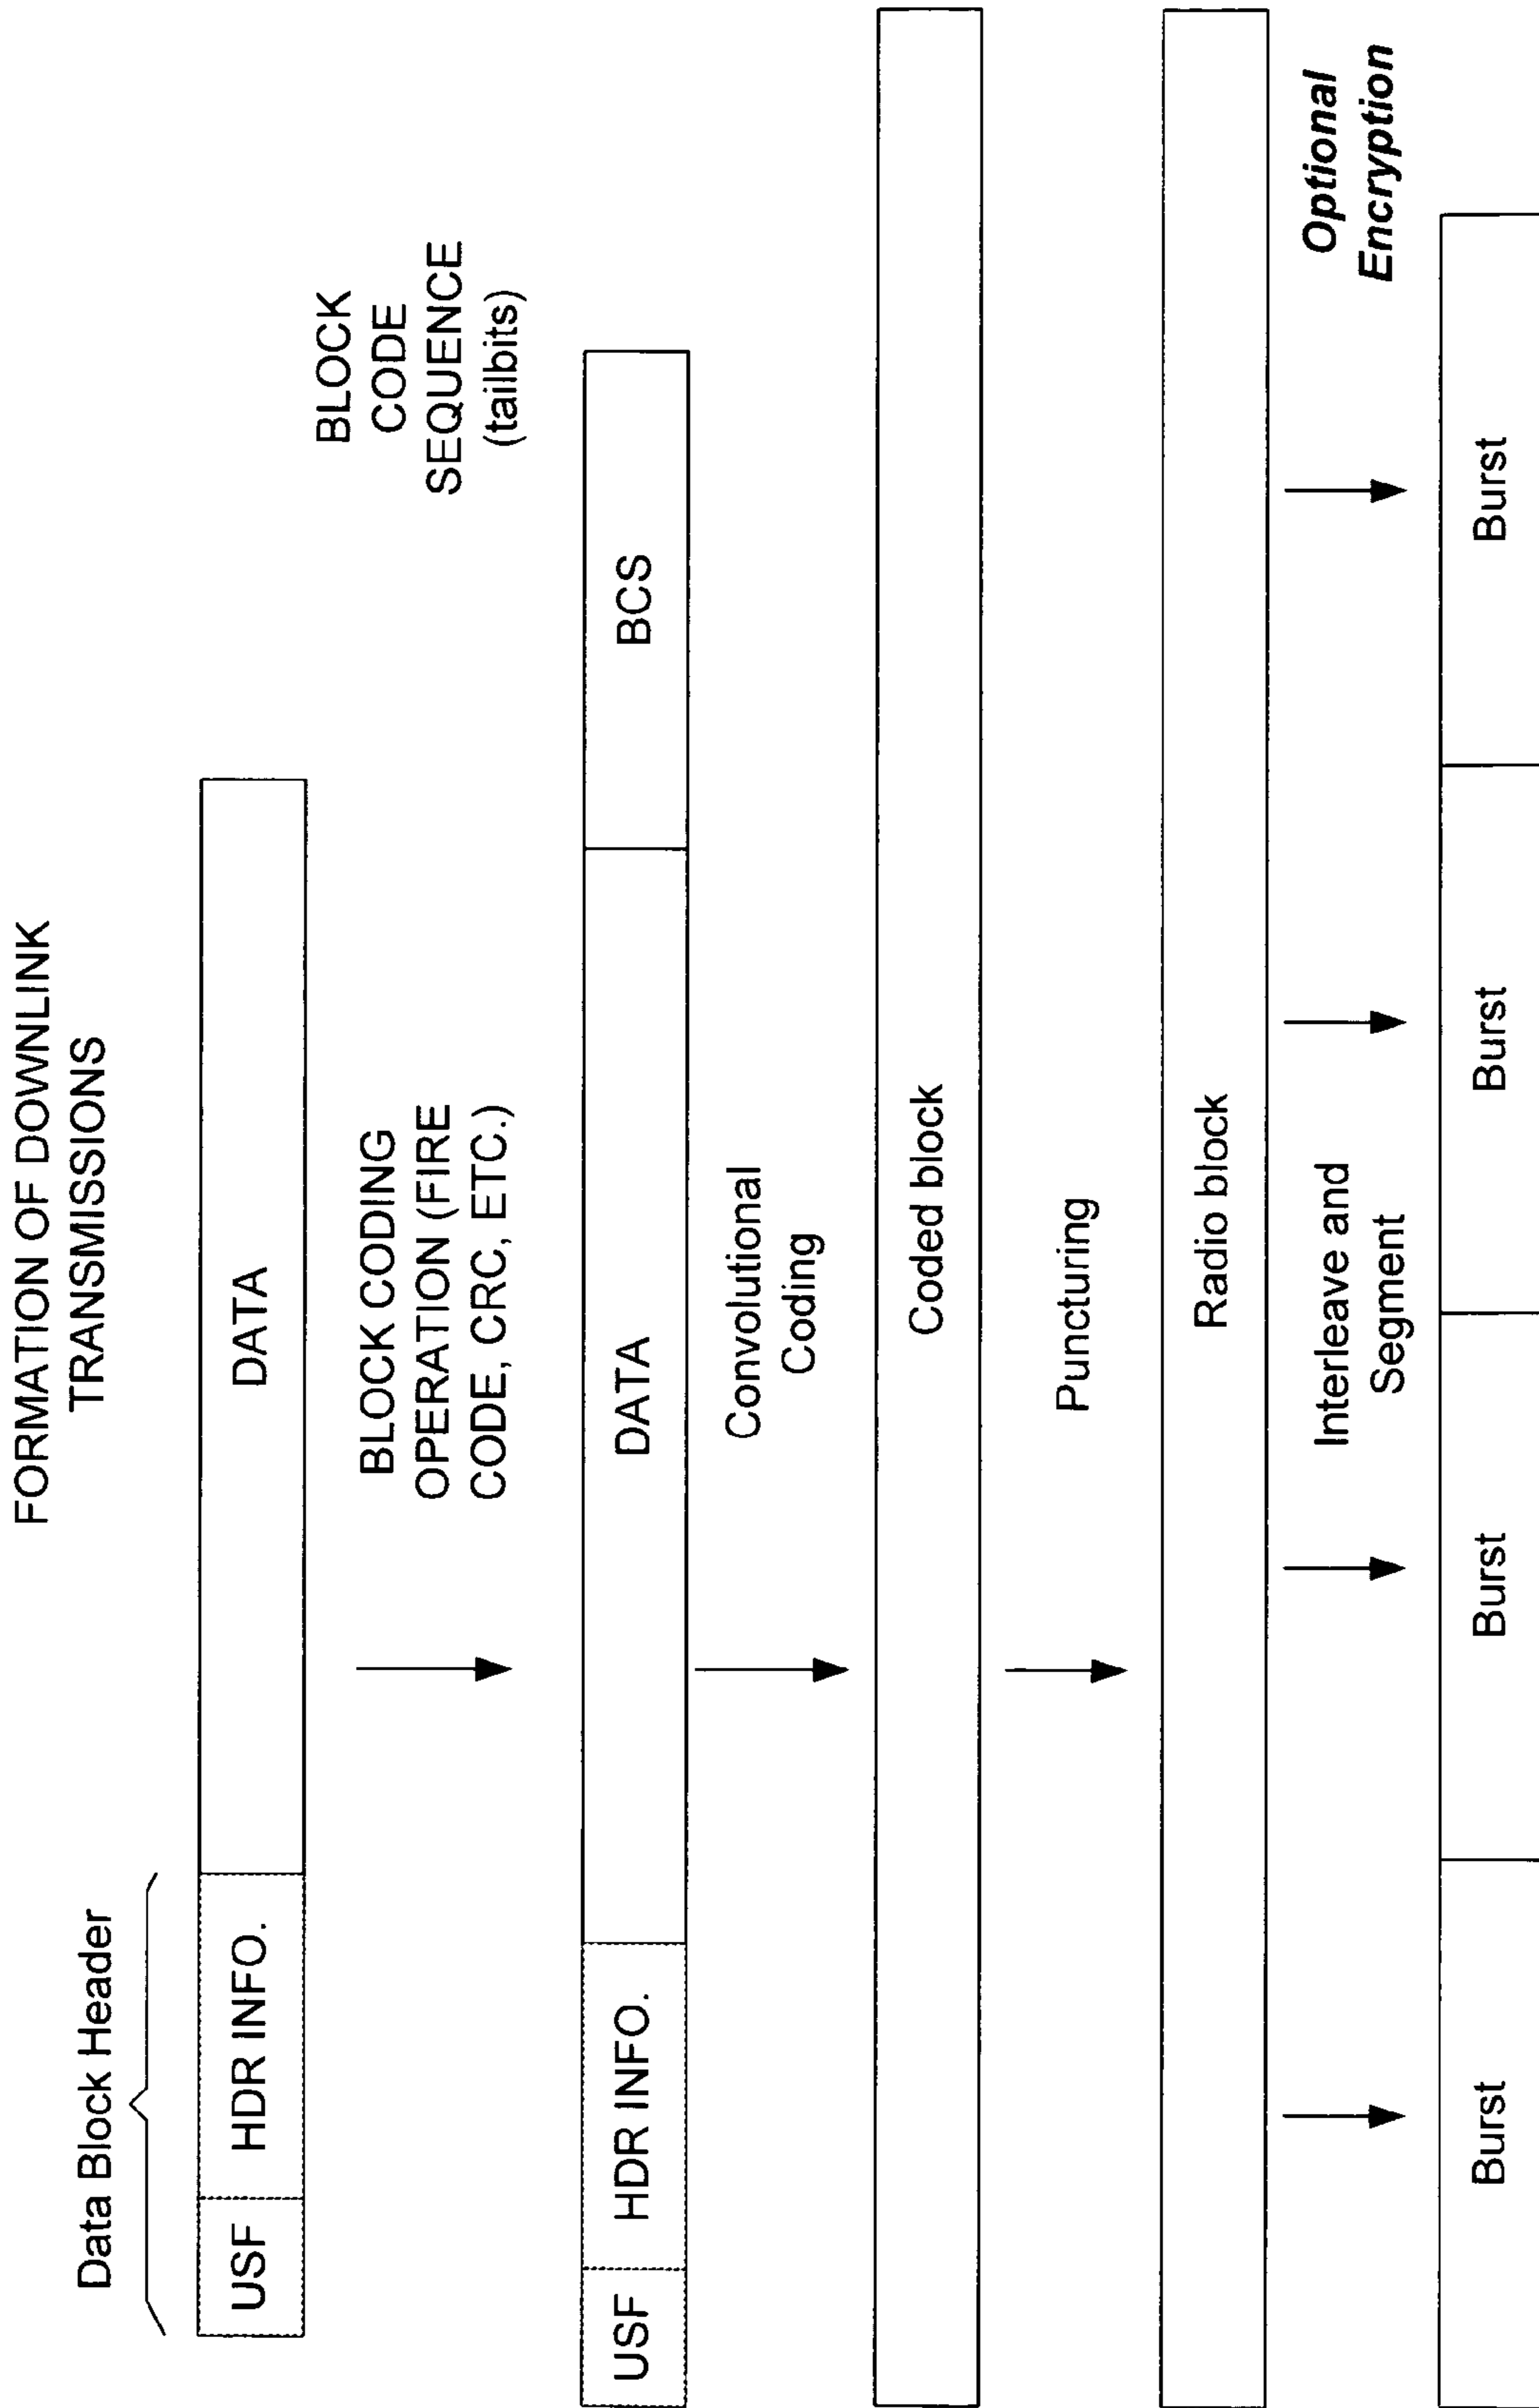 FORMATION OF DOWNLINK
TRANSMISSIONS
Data Block Header
USF
HDR INFO.
DATA
BLOCK CODING
OPERATION (FIRE
CODE, CRC, ETC.)
BLOCK
CODE
SEQUENCE
(tailbits)
USF
HDR INFO.
DATA
BCS
Convolutional
Coding
Coded block
Puncturing
Radio block
Interleave and
Segment
Optional
Encryption
Burst
Burst
Burst
Burst